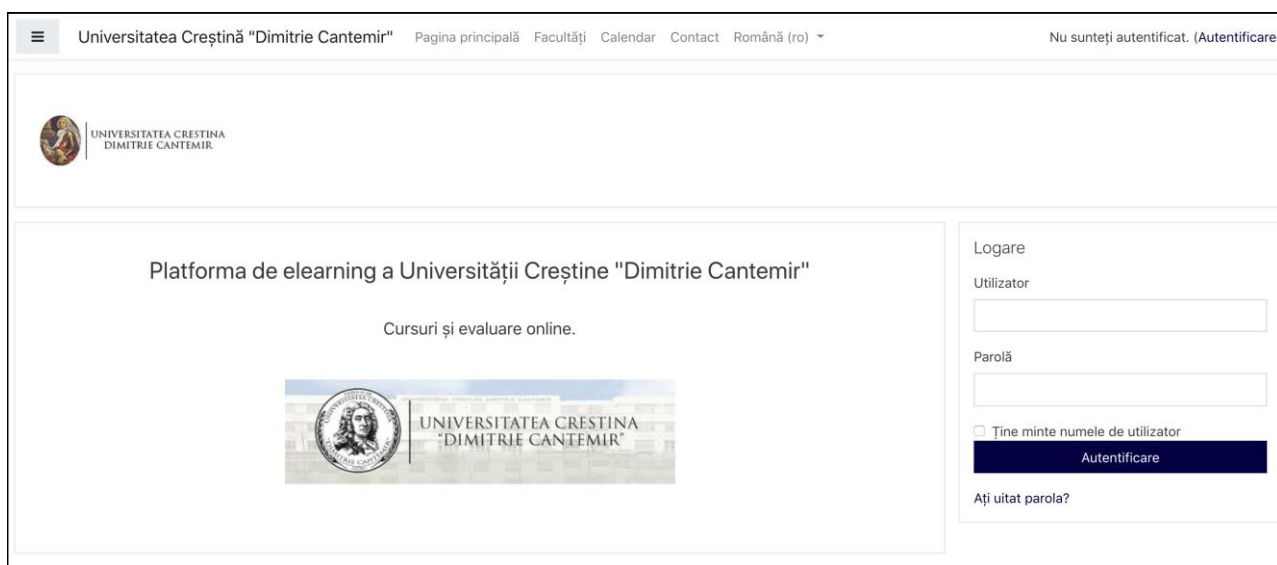 Universitatea Creștină "Dimitrie Cantemir" Pagina principală Facultăți Calendar Contact Română (ro) Nu sunteți autentificat. (Autentificare
UNIVERSITATEA CRESTINA
DIMITRIE CANTEMIR
Platforma de elearning a Universității Creștine "Dimitrie Cantemir"
Cursuri și evaluare online.
UNIVERSITATEA CRESTINA
"DIMITRIE CANTEMIR"
Logare
Utilizator
Parolă
Ține minte numele de utilizator
Autentificare
Ați uitat parola?